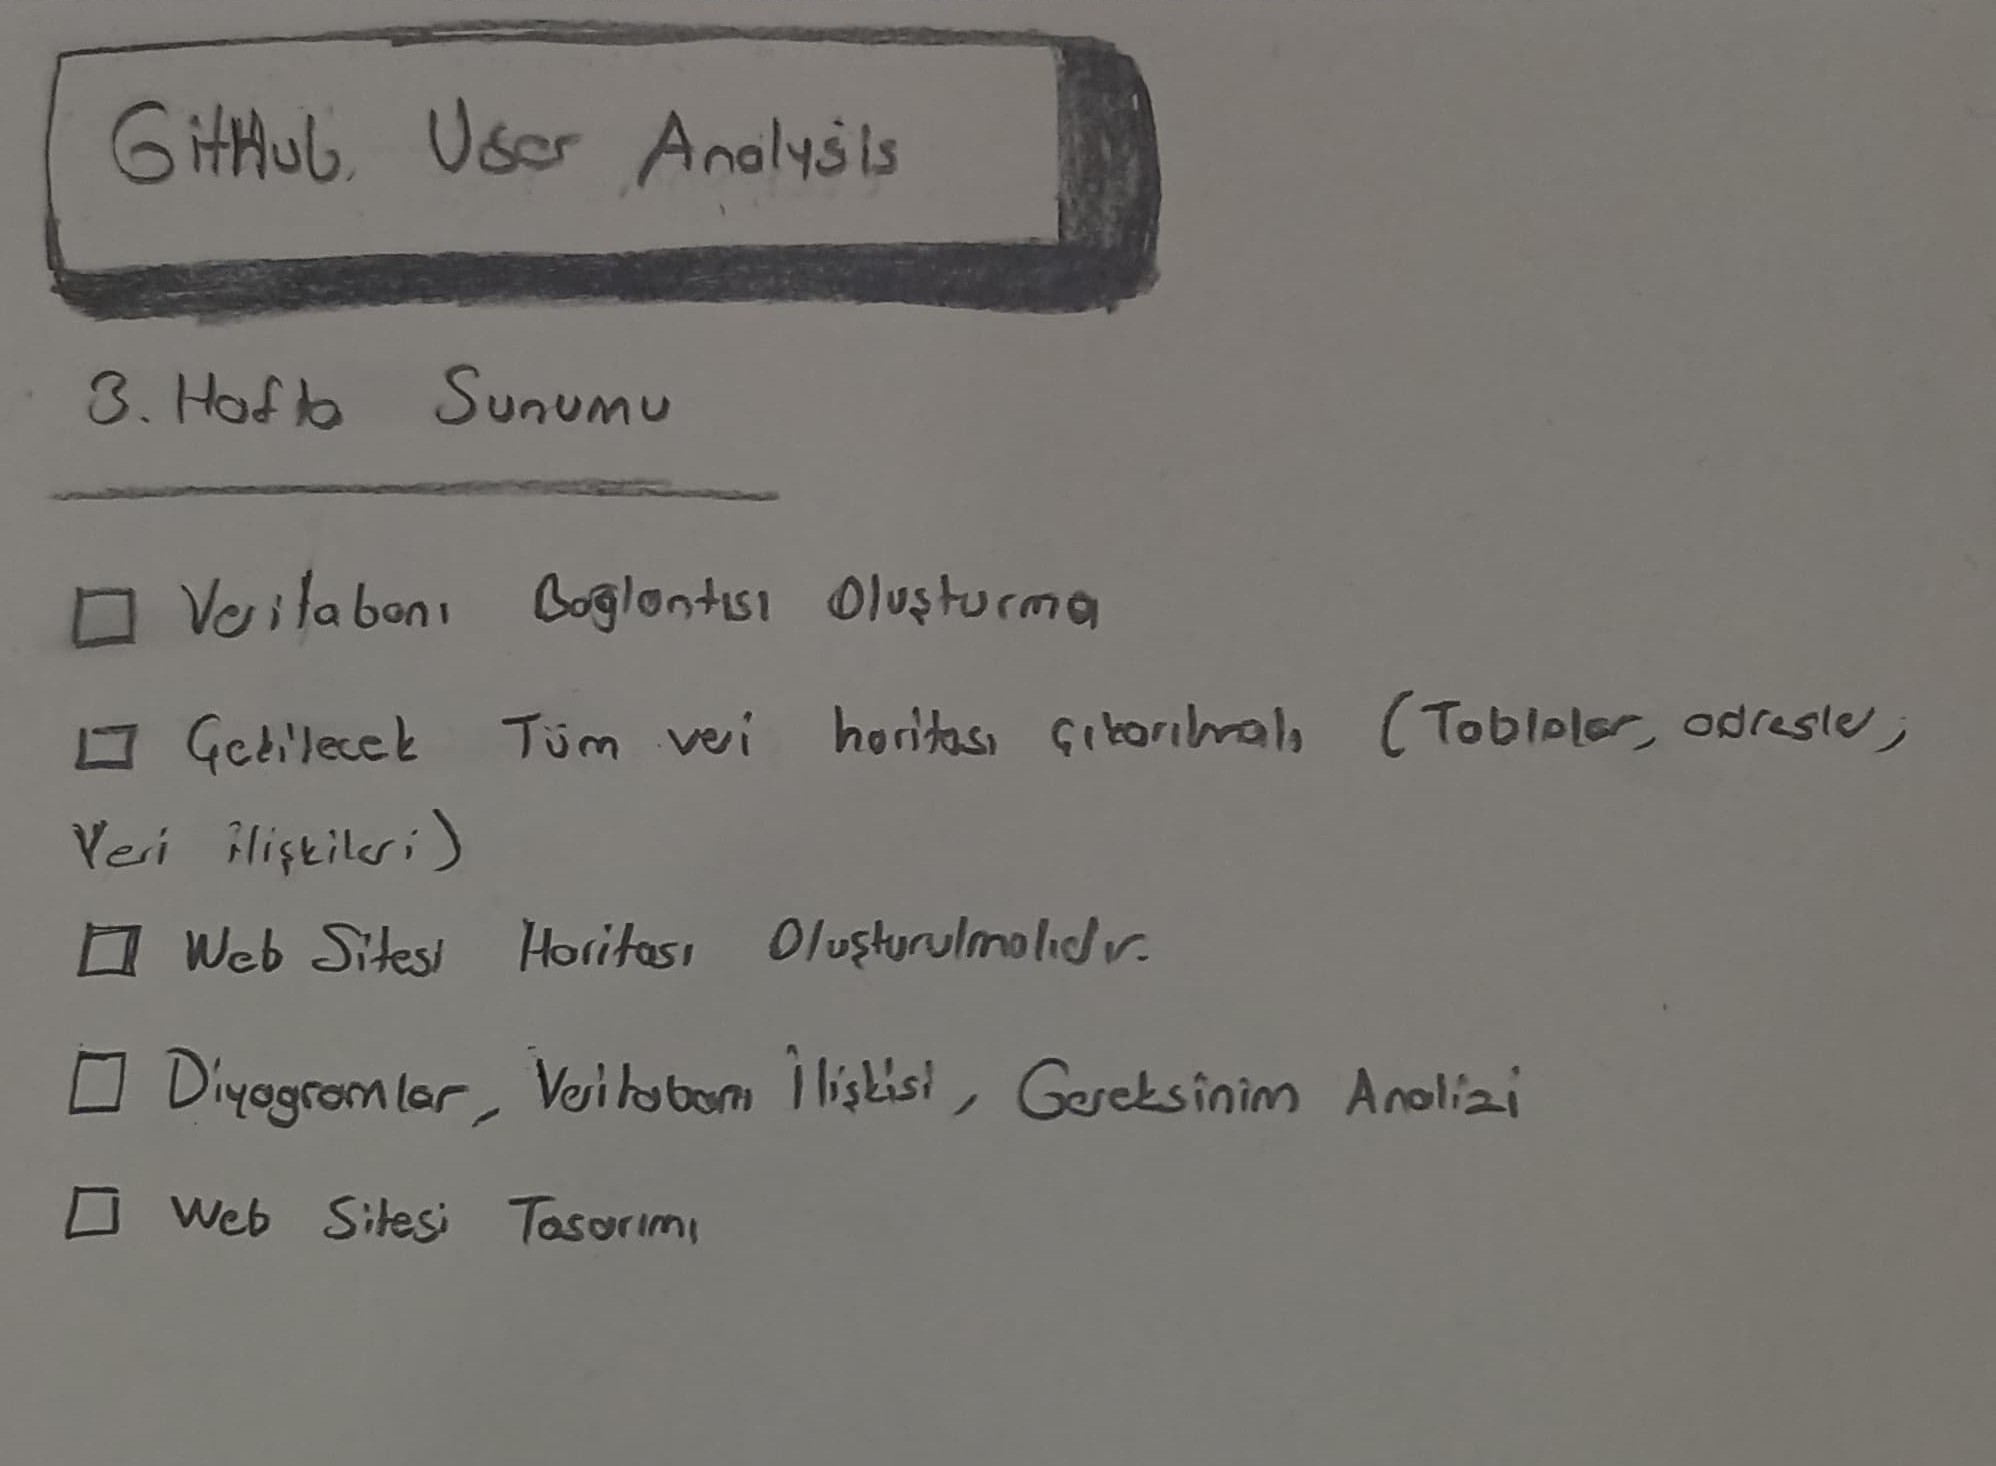 GitHub User Analysis
3. Hafta Sunumu
Veritabanı Bağlantısı Oluşturma
Çekilecek Tüm veri haritası çıkarılmalı (Tablolar, adresler,
Veri ilişkileri)
Web Sitesi Haritası Oluşturulmalıdır.
Diyagramlar, Veritabanı İlişkisi, Gereksinim Analizi
Web Sitesi Tasarımı